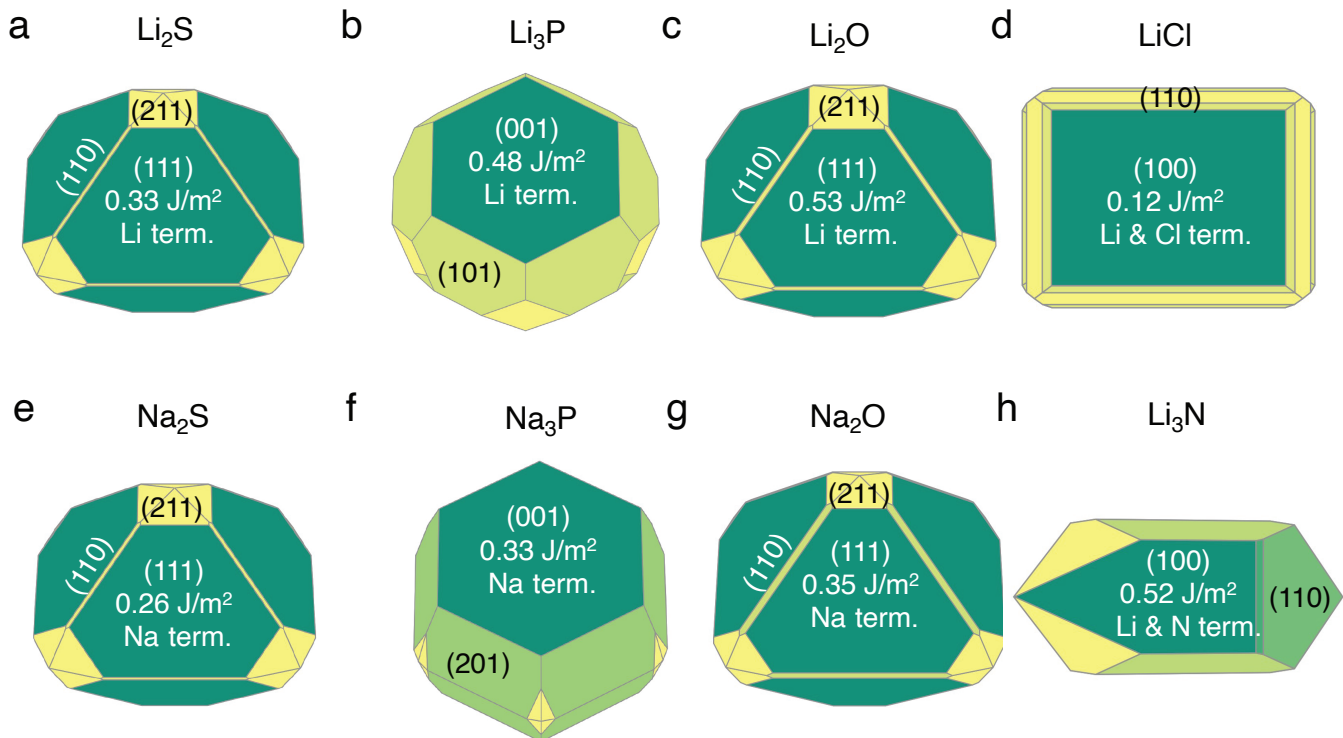 a
Li₂S
(211)
(110)
(111)
0.33 J/m²
Li term.
b
Li₃P
(001)
0.48 J/m²
Li term.
(101)
c
Li₂O
(211)
(110)
(111)
0.53 J/m²
Li term.
d
LiCl
(110)
(100)
0.12 J/m²
Li & Cl term.
e
Na₂S
(211)
(110)
(111)
0.26 J/m²
Na term.
f
Na₃P
(001)
0.33 J/m²
Na term.
(201)
g
Na₂O
(211)
(110)
(111)
0.35 J/m²
Na term.
h
Li₃N
(100)
0.52 J/m²
Li & N term.
(110)